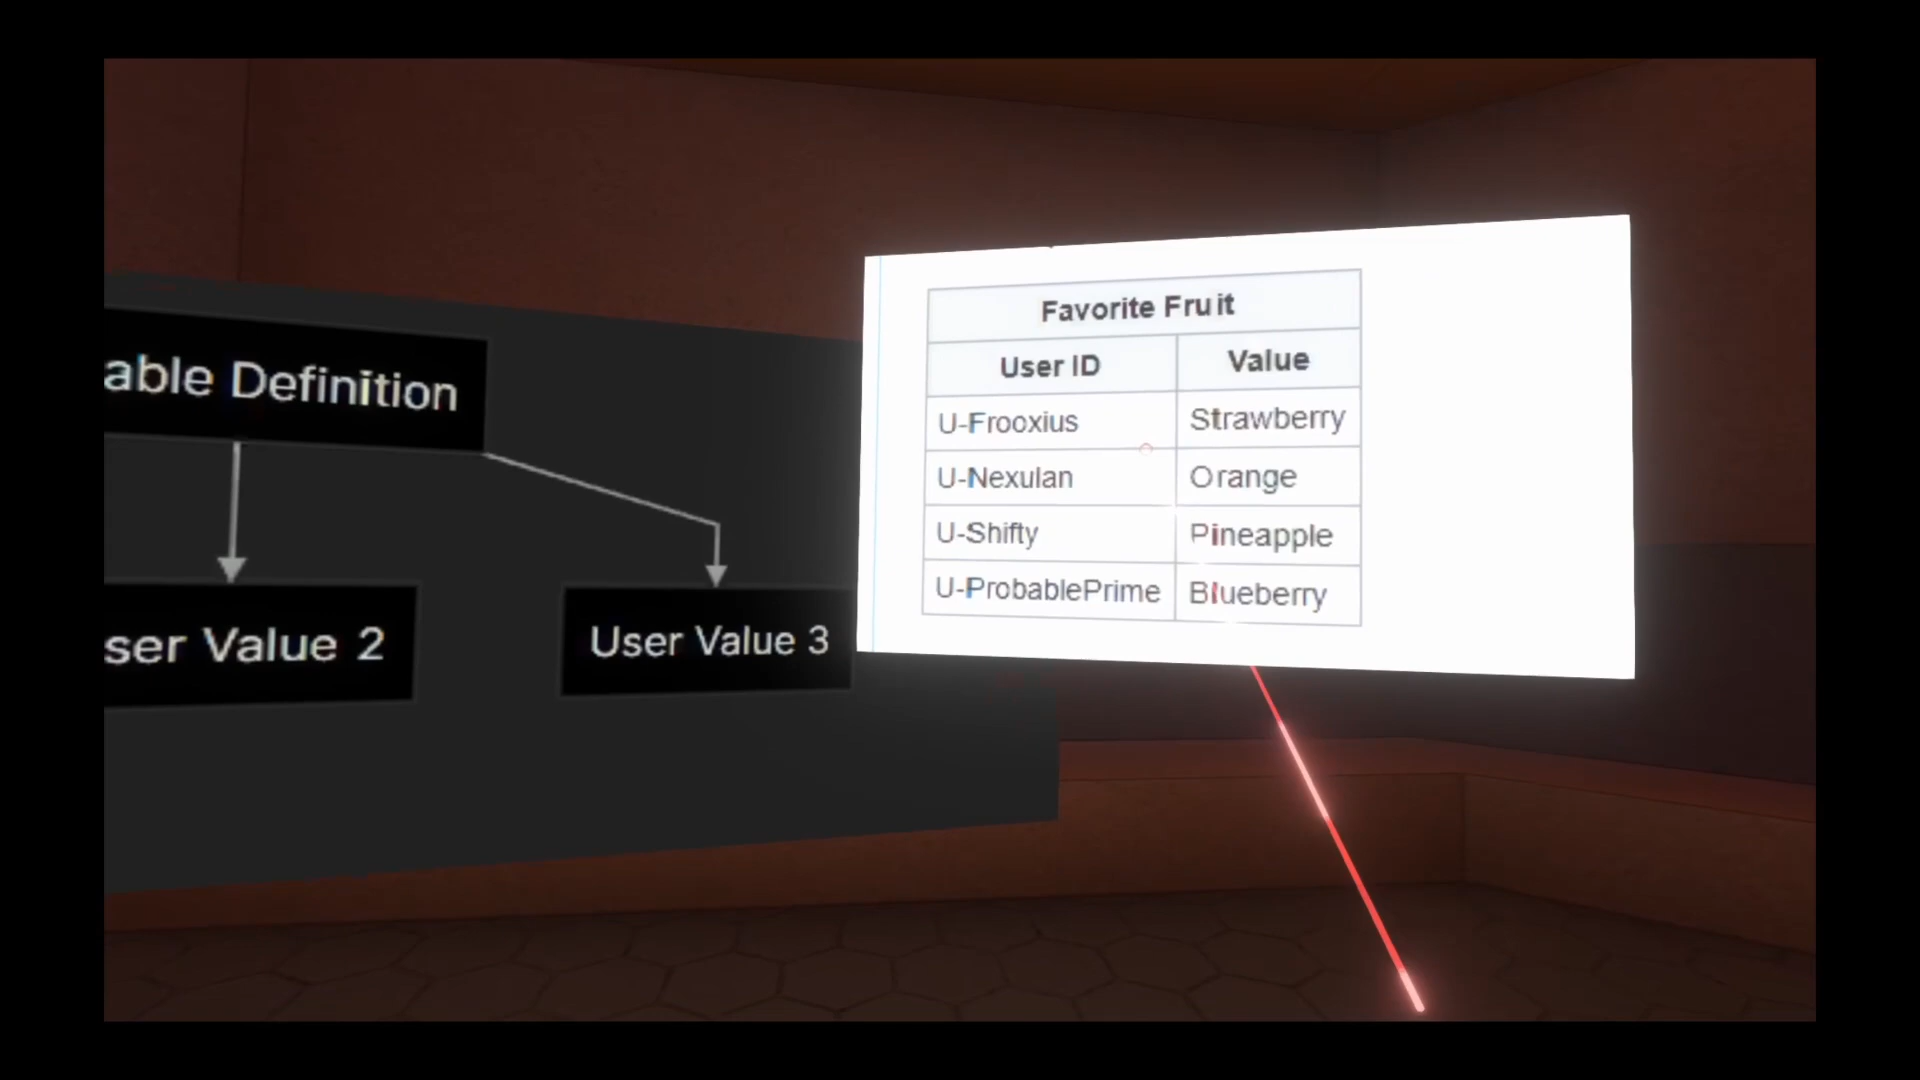 able Definition
ser Value 2
User Value 3
Favorite Fruit
User ID Value
U-Frooxius Strawberry
U-Nexulan Orange
U-Shifty Pineapple
U-ProbablePrime Blueberry